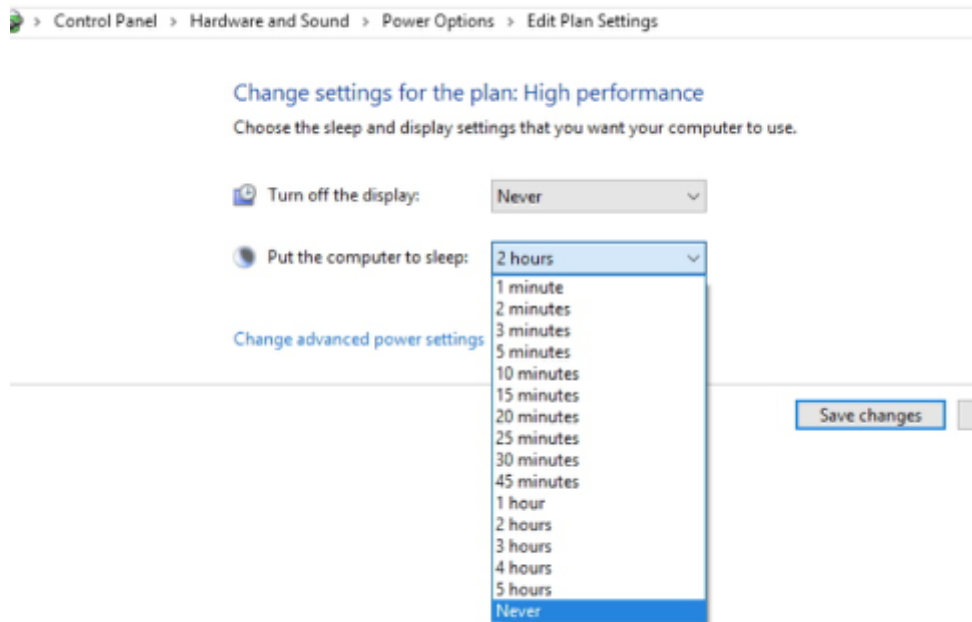 > Control Panel > Hardware and Sound > Power Options > Edit Plan Settings
Change settings for the plan: High performance
Choose the sleep and display settings that you want your computer to use.
Turn off the display: Never
Put the computer to sleep: 2 hours
1 minute
2 minutes
3 minutes
Change advanced power settings
5 minutes
10 minutes
15 minutes
20 minutes
25 minutes
30 minutes
45 minutes
1 hour
2 hours
3 hours
4 hours
5 hours
Never
Save changes